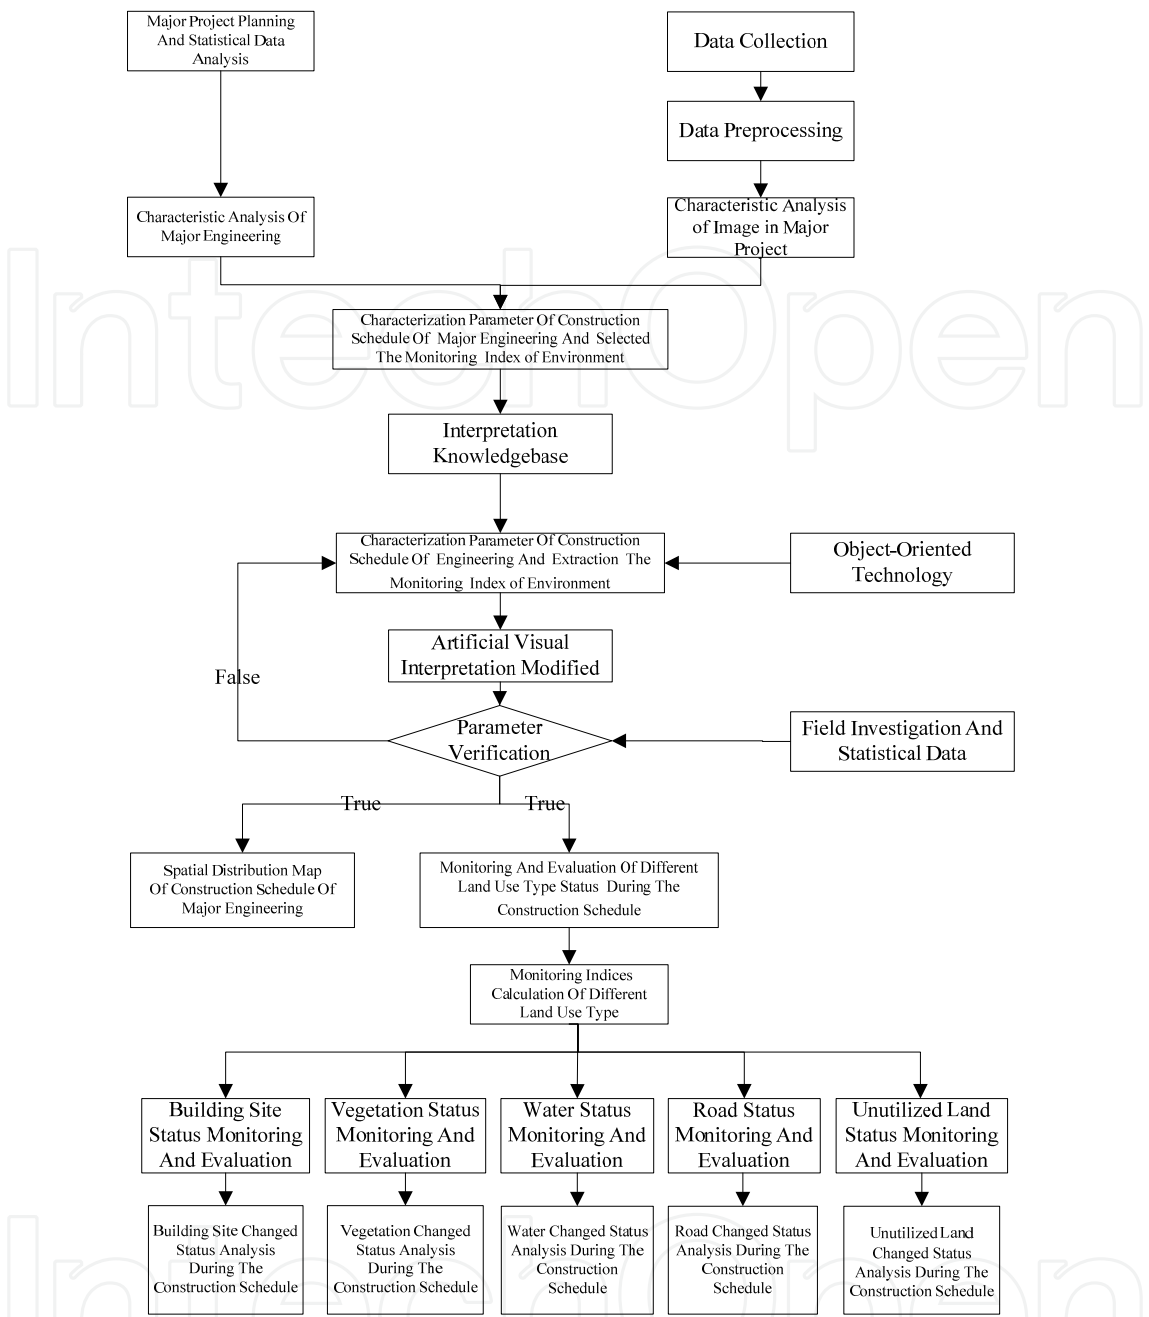 Major Project Planning
And Statistical Data
Analysis
Data Collection
Data Preprocessing
Characteristic Analysis Of
Major Engineering
Characteristic Analysis
of Image in Major
Project
Characterization Parameter Of Construction
Schedule Of Major Engineering And Selected
The Monitoring Index of Environment
Interpretation
Knowledgebase
Characterization Parameter Of Construction
Schedule Of Engineering And Extraction The
Monitoring Index of Environment
Object-Oriented
Technology
Artificial Visual
Interpretation Modified
False
Parameter
Verification
Field Investigation And
Statistical Data
True
True
Spatial Distribution Map
Of Construction Schedule Of
Major Engineering
Monitoring And Evaluation Of Different
Land Use Type Status During The
Construction Schedule
Monitoring Indices
Calculation Of Different
Land Use Type
Building Site
Status Monitoring
And Evaluation
Vegetation Status
Monitoring And
Evaluation
Water Status
Monitoring And
Evaluation
Road Status
Monitoring And
Evaluation
Unutilized Land
Status Monitoring
And Evaluation
Building Site Changed
Status Analysis
During The
Construction Schedule
Vegetation Changed
Status Analysis
During The
Construction Schedule
Water Changed Status
Analysis During The
Construction
Schedule
Road Changed Status
Analysis During The
Construction
Schedule
Unutilized Land
Changed Status
Analysis During The
Construction Schedule
IntechOpen
IntechOpen